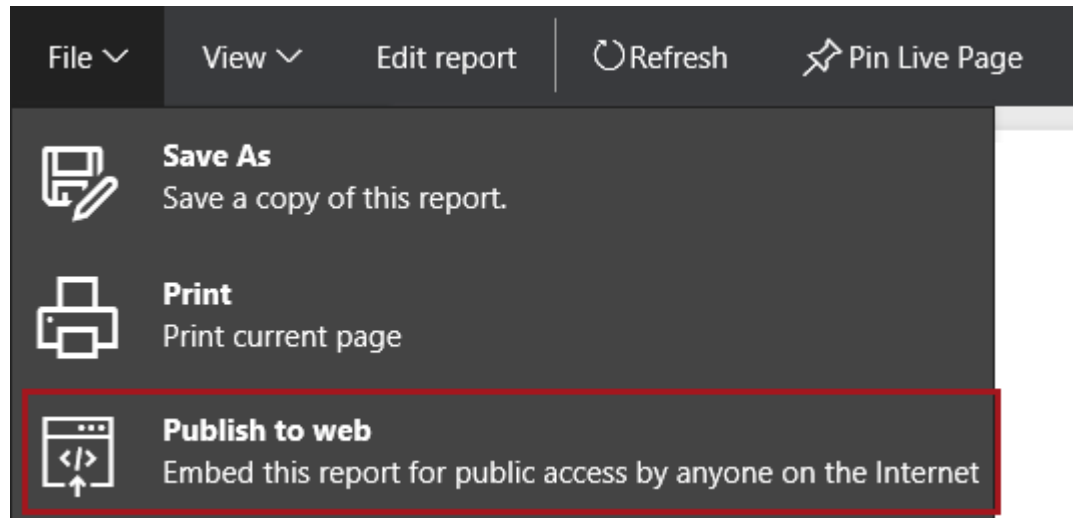 File View Edit report Refresh Pin Live Page
Save As
Save a copy of this report.
Print
Print current page
Publish to web
Embed this report for public access by anyone on the Internet